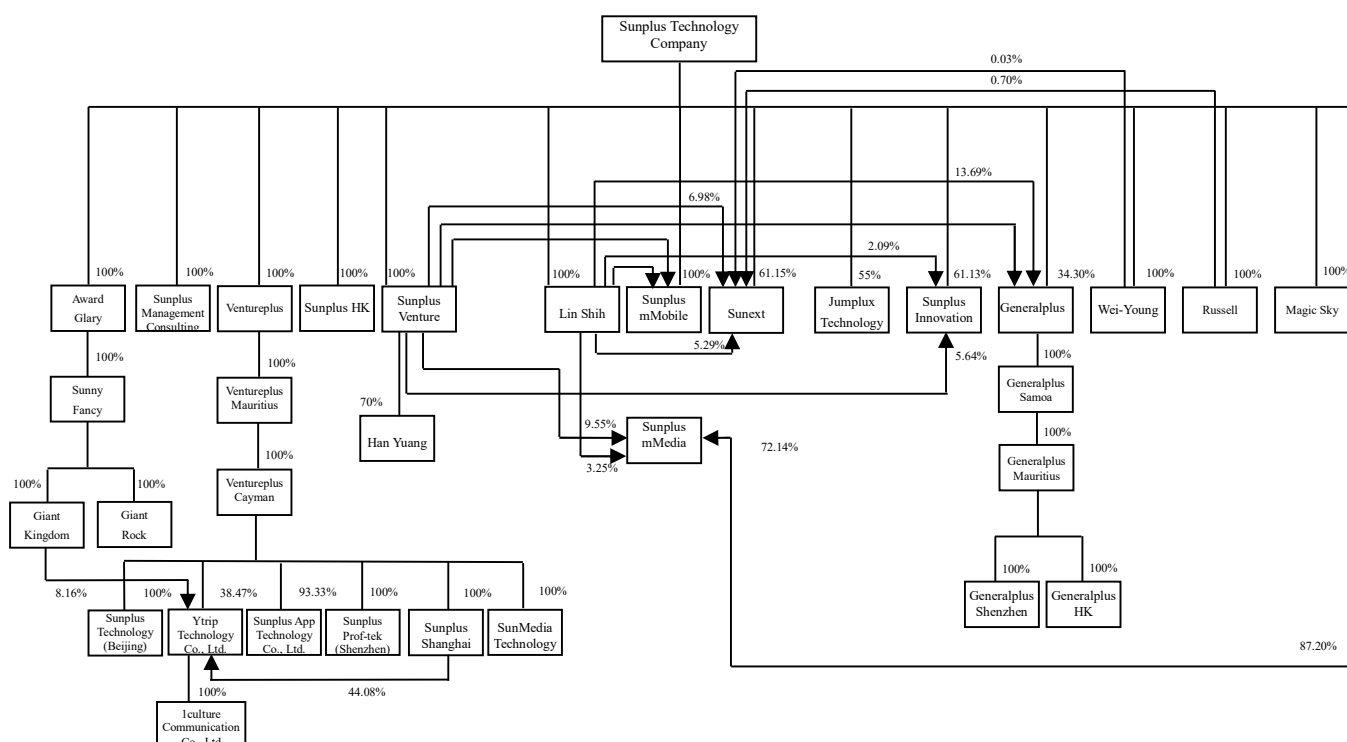 Sunplus Technology
Company
0.03%
0.70%
13.69%
6.98%
2.09%
100%
100%
100%
100%
100%
100%
100%
61.15%
55%
61.13%
34.30%
100%
100%
100%
Award
Glary
Sunplus
Management
Consulting
Ventureplus
Sunplus HK
Sunplus
Venture
Lin Shih
Sunplus
mMobile
Sunext
Jumplux
Technology
Sunplus
Innovation
Generalplus
Wei-Young
Russell
Magic Sky
5.29%
5.64%
100%
100%
100%
Sunny
Fancy
Ventureplus
Mauritius
Generalplus
Samoa
70%
Han Yuang
9.55%
3.25%
Sunplus
mMedia
72.14%
100%
100%
Generalplus
Mauritius
100%
100%
Ventureplus
Cayman
Giant
Kingdom
Giant
Rock
100%
100%
Generalplus
Shenzhen
Generalplus
HK
8.16%
100%
38.47%
93.33%
100%
100%
100%
Sunplus
Technology
(Beijing)
Ytrip
Technology
Co., Ltd.
Sunplus App
Technology
Co., Ltd.
Sunplus
Prof-tek
(Shenzhen)
Sunplus
Shanghai
SunMedia
Technology
87.20%
100%
44.08%
1culture
Communication
Co., Ltd